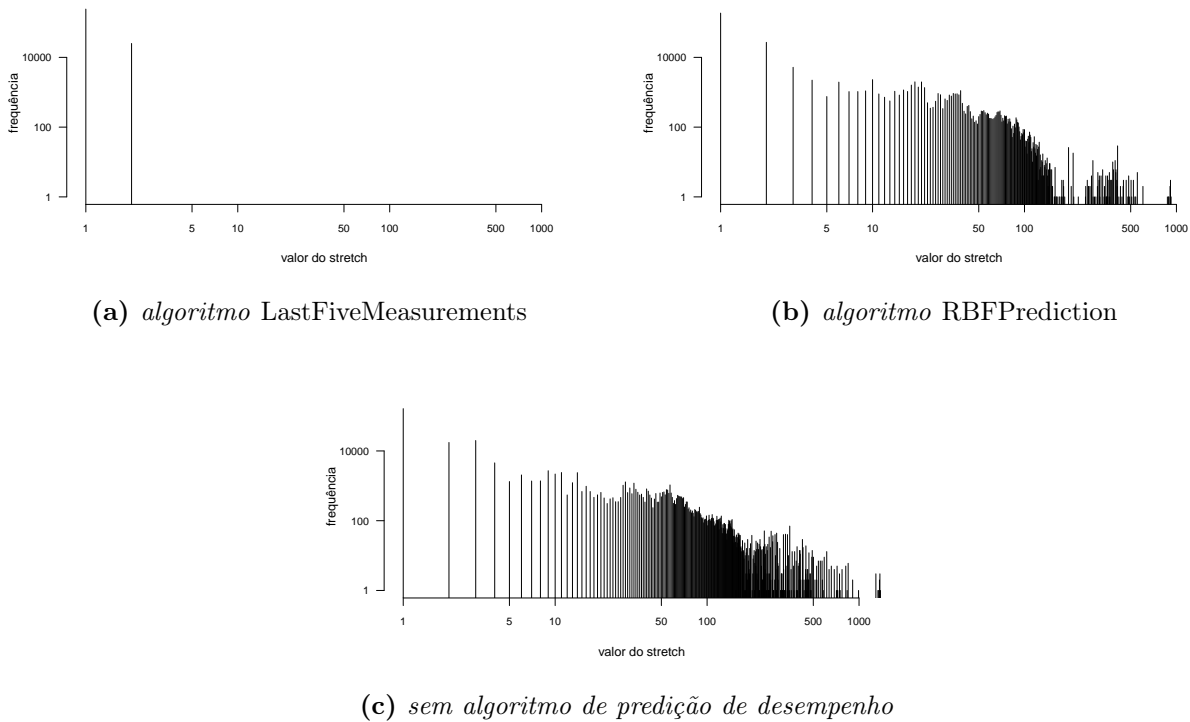 frequência
10000
100
1
1 5 10 50 100 500 1000
valor do stretch
(a) algoritmo LastFiveMeasurements
frequência
10000
100
1
1 5 10 50 100 500 1000
valor do stretch
(b) algoritmo RBFPrediction
frequência
10000
100
1
1 5 10 50 100 500 1000
valor do stretch
(c) sem algoritmo de predição de desempenho